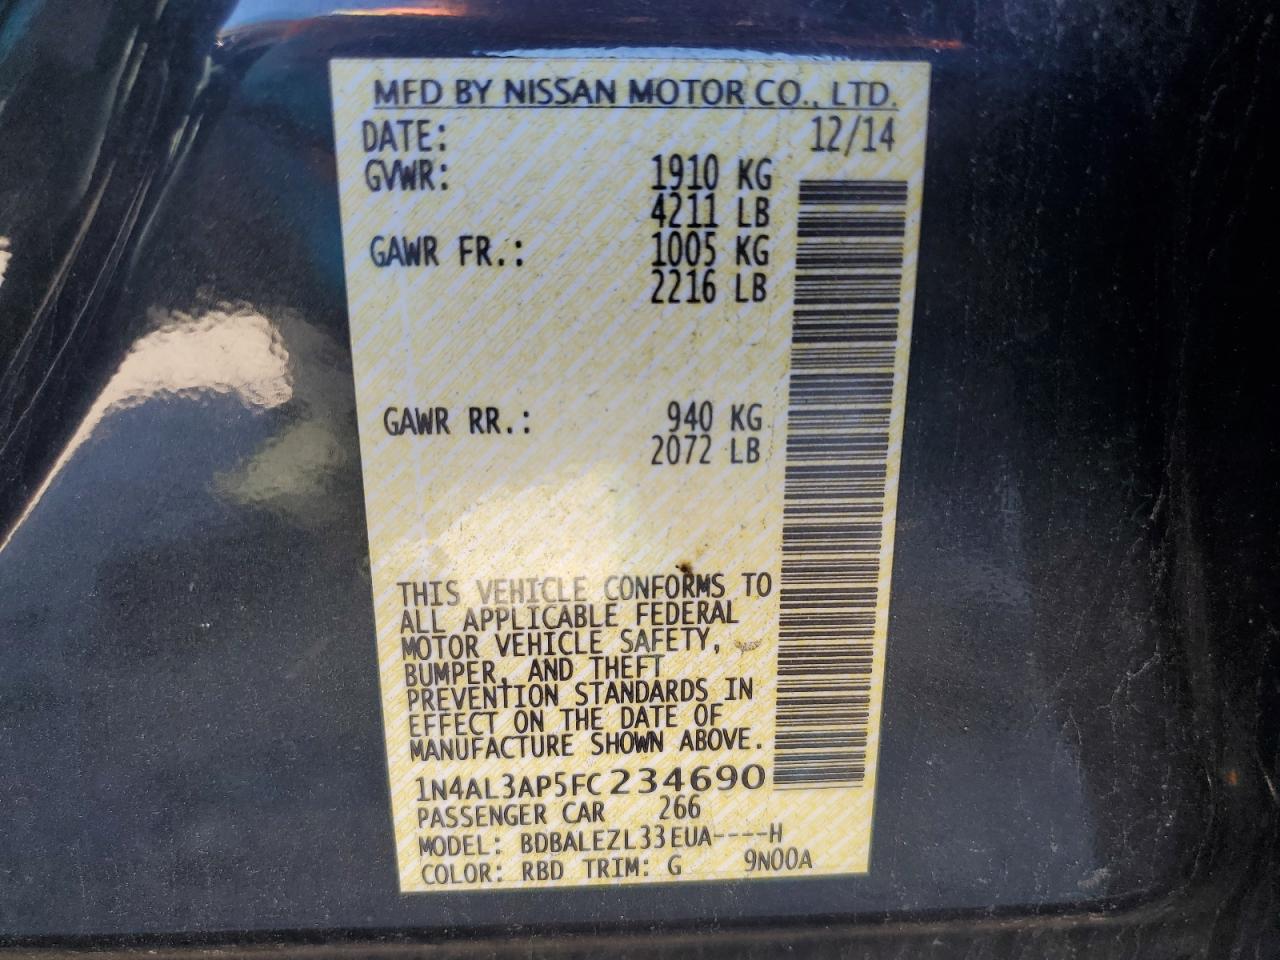 MFD BY NISSAN MOTOR CO., LTD.
DATE: 12/14
GVWR: 1910 KG
4211 LB
GAWR FR.: 1005 KG
2216 LB
GAWR RR.: 940 KG
2072 LB
THIS VEHICLE CONFORMS TO
ALL APPLICABLE FEDERAL
MOTOR VEHICLE SAFETY,
BUMPER, AND THEFT
PREVENTION STANDARDS IN
EFFECT ON THE DATE OF
MANUFACTURE SHOWN ABOVE.
1N4AL3AP5FC234690
PASSENGER CAR 266
MODEL: BDBALEZL33EUA----H
COLOR: RBD TRIM: G 9N00A